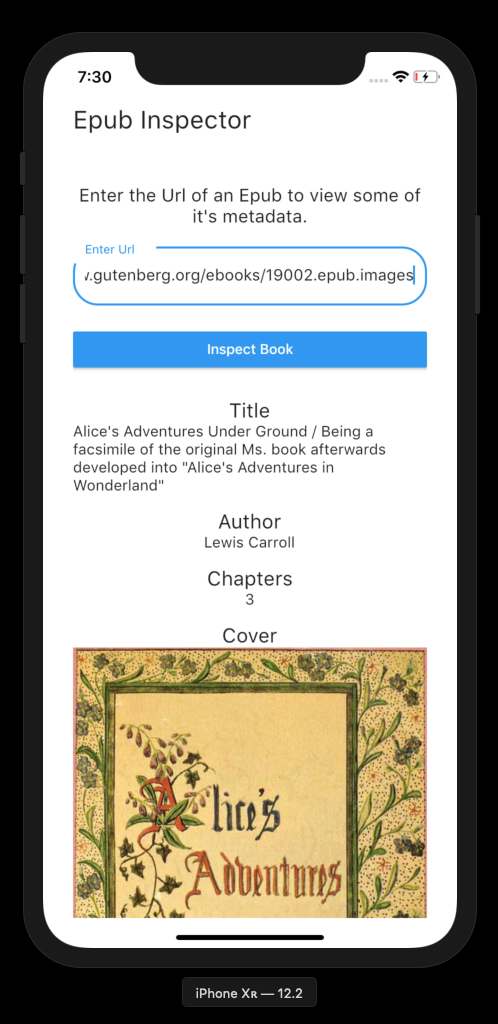 7:30
Epub Inspector
Enter the Url of an Epub to view some of
it's metadata.
Enter Url
.gutenberg.org/ebooks/19002.epub.images
Inspect Book
Title
Alice's Adventures Under Ground / Being a
facsimile of the original Ms. book afterwards
developed into "Alice's Adventures in
Wonderland"
Author
Lewis Carroll
Chapters
3
Cover
Alice's
Adventures
iPhone Xʀ — 12.2